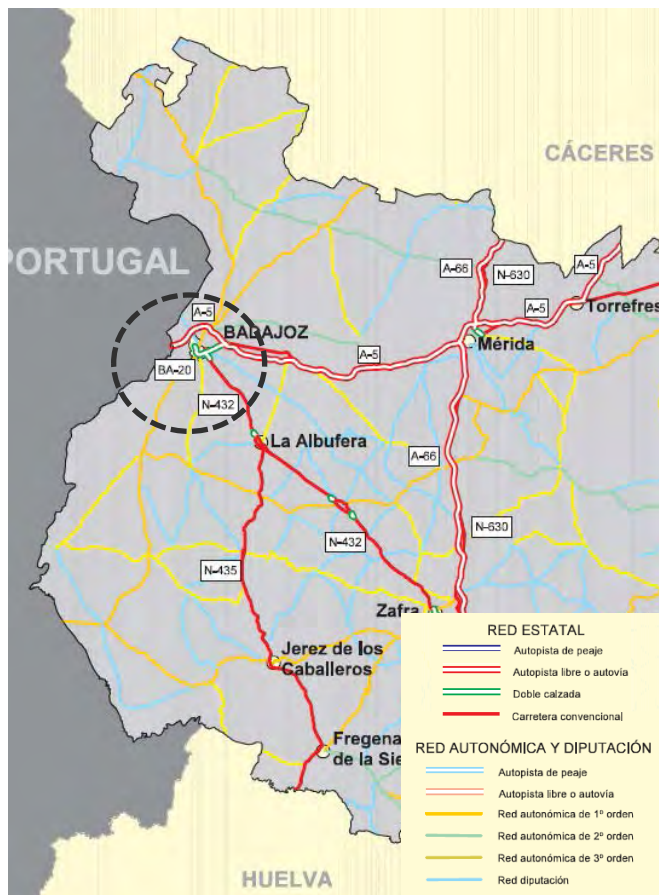 CÁCERES
PORTUGAL
A-66
N-630
A-5
A-5
Torrefres
A-5
BADAJOZ
Mérida
A-5
BA-20
N-432
La Albufera
A-66
N-630
N-432
N-435
Zafra
Jerez de los
Caballeros
Fregena
de la Sie
HUELVA
RED ESTATAL
Autopista de peaje
Autopista libre o autovía
Doble calzada
Carretera convencional
RED AUTONÓMICA Y DIPUTACIÓN
Autopista de peaje
Autopista libre o autovía
Red autonómica de 1º orden
Red autonómica de 2º orden
Red autonómica de 3º orden
Red diputación